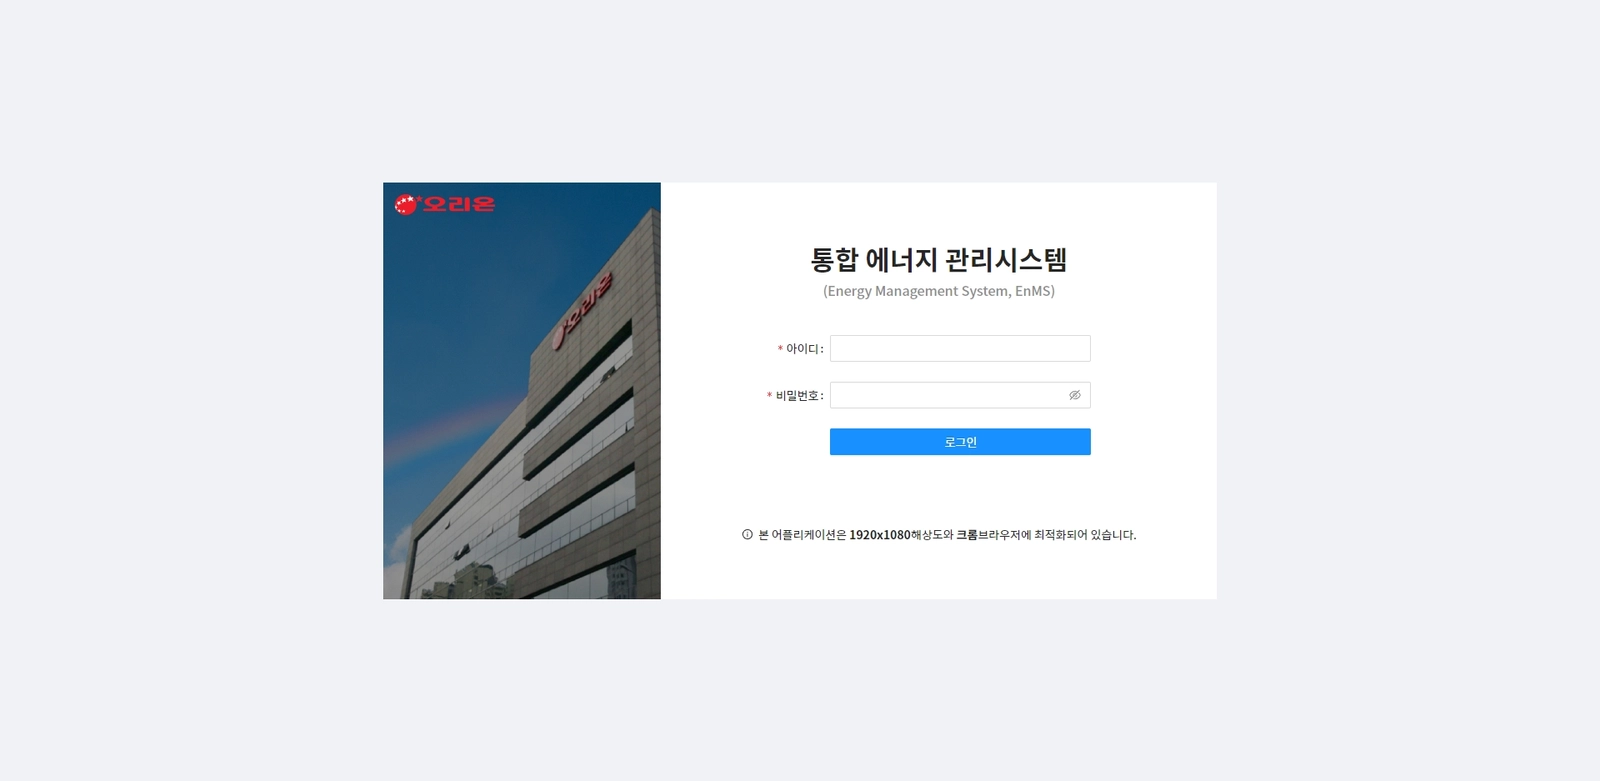 오리온
오리온
통합 에너지 관리시스템
(Energy Management System, EnMS)
* 아이디:
* 비밀번호:
로그인
본 어플리케이션은 1920x1080해상도와 크롬브라우저에 최적화되어 있습니다.